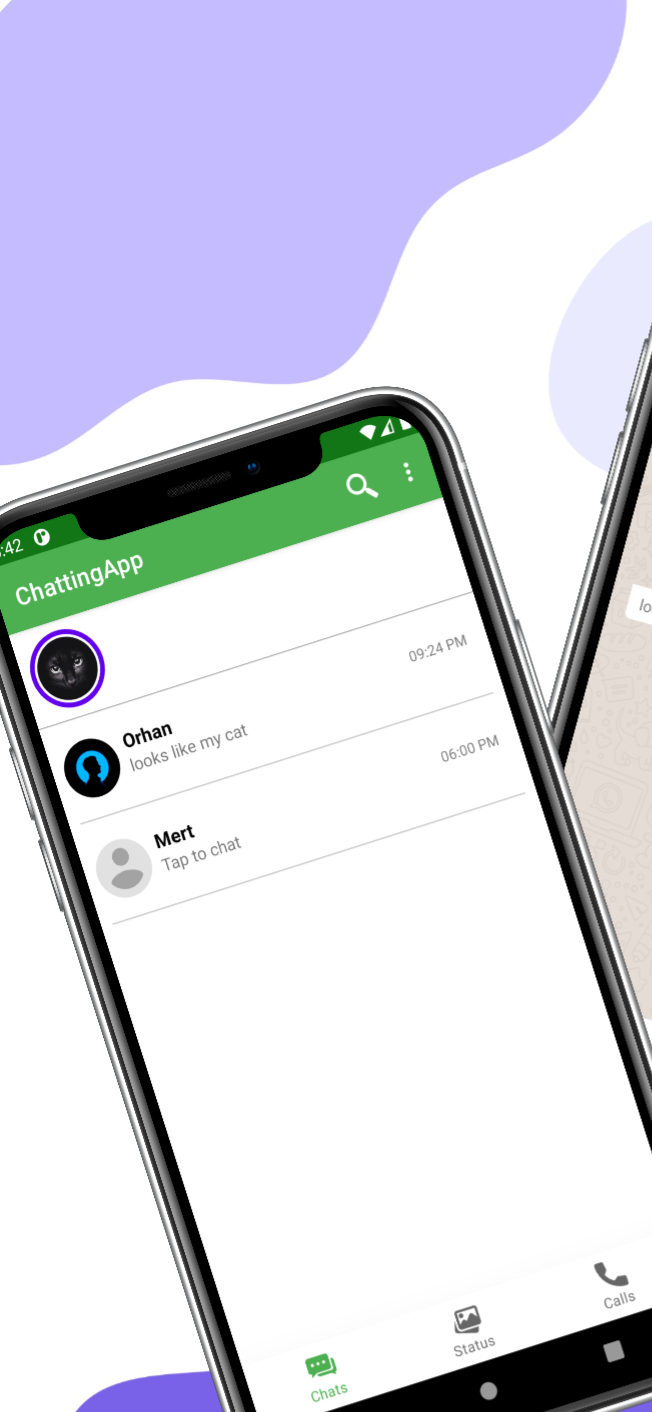 :42
ChattingApp
Orhan
looks like my cat
09:24 PM
Mert
Tap to chat
06:00 PM
Chats
Status
Calls
lo